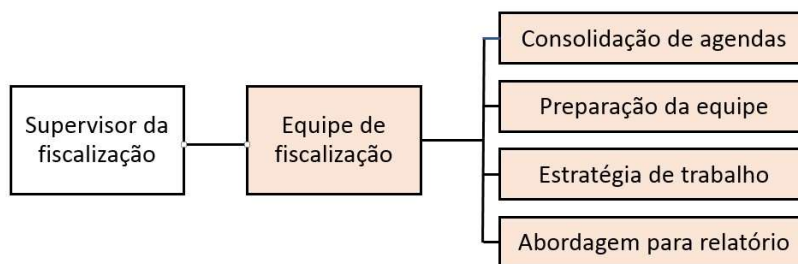 Supervisor da
fiscalização
Equipe de
fiscalização
Consolidação de agendas
Preparação da equipe
Estratégia de trabalho
Abordagem para relatório